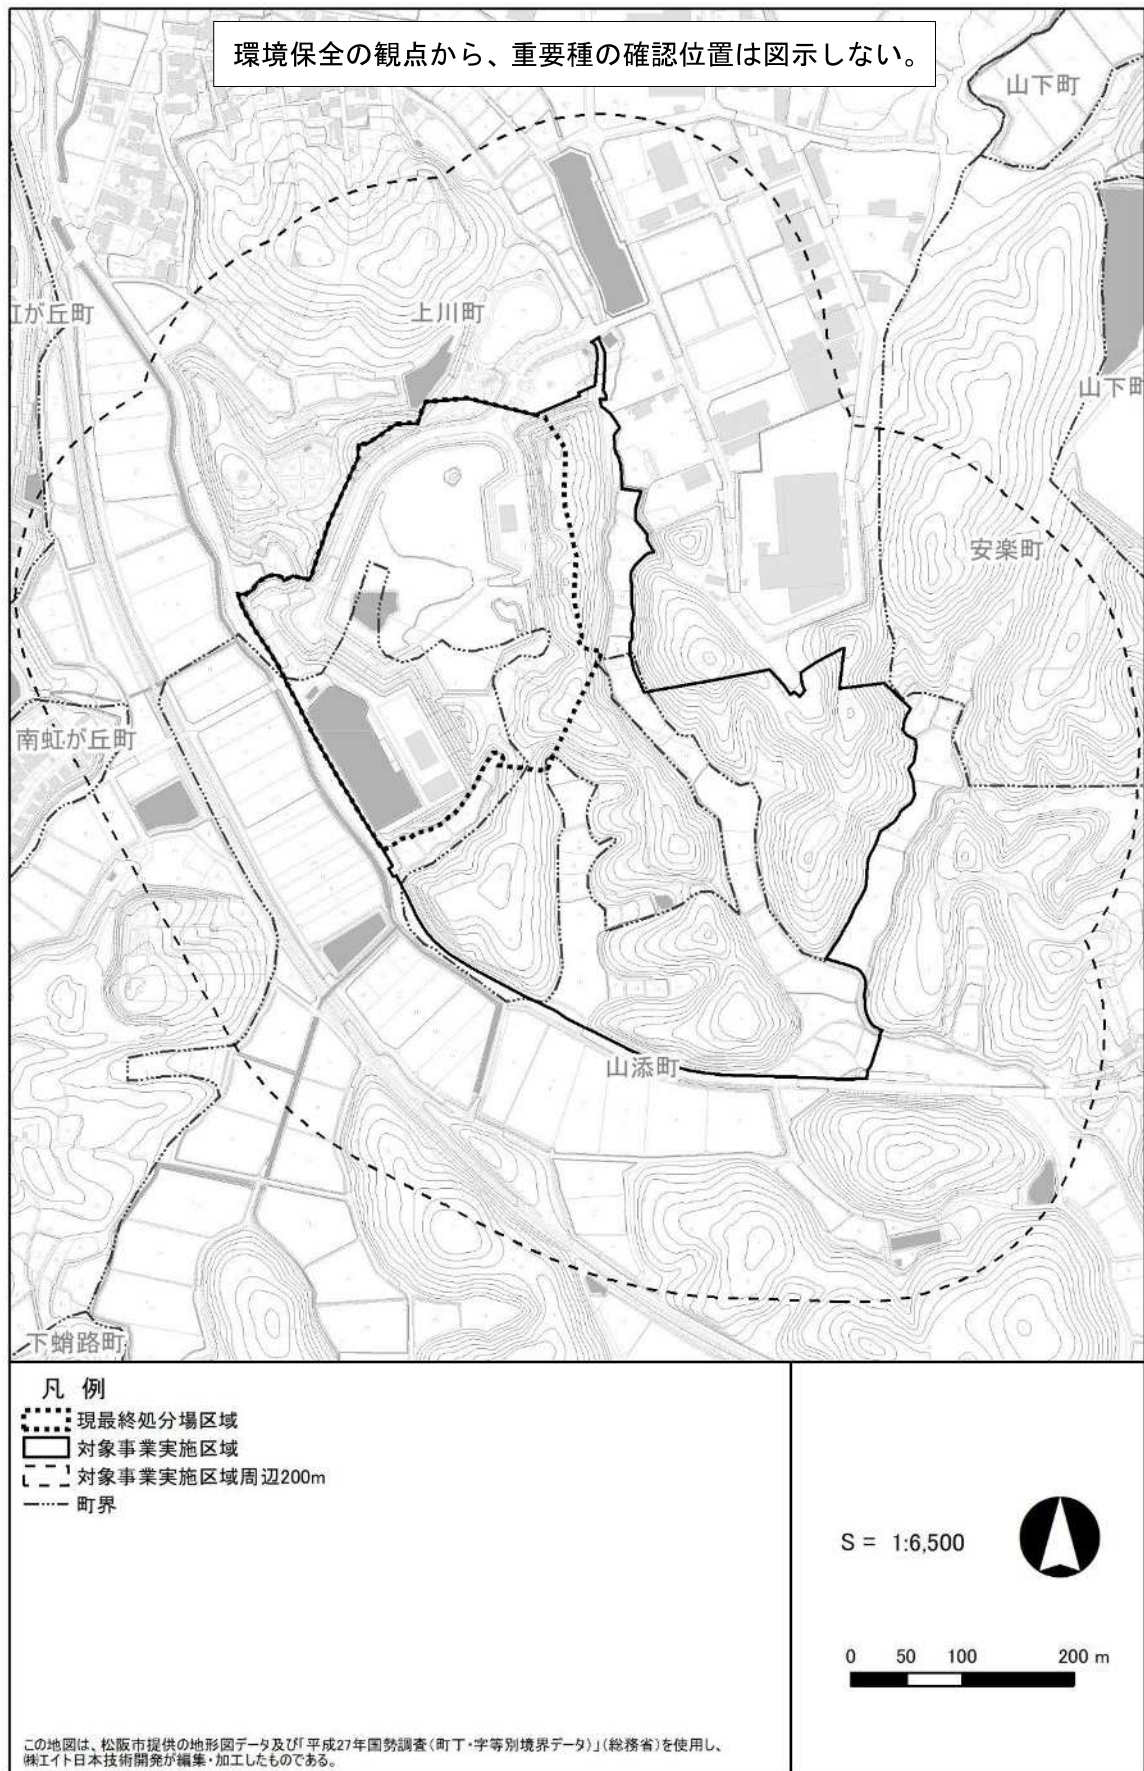 環境保全の観点から、重要種の確認位置は図示しない。
山下町
虹が丘町
上川町
山下町
安楽町
南虹が丘町
山添町
下蛸路町
凡 例
現最終処分場区域
対象事業実施区域
対象事業実施区域周辺200m
町界
S = 1:6,500
0 50 100 200 m
この地図は、松阪市提供の地形図データ及び「平成27年国勢調査(町丁・字等別境界データ)」(総務省)を使用し、
㈱エイト日本技術開発が編集・加工したものである。